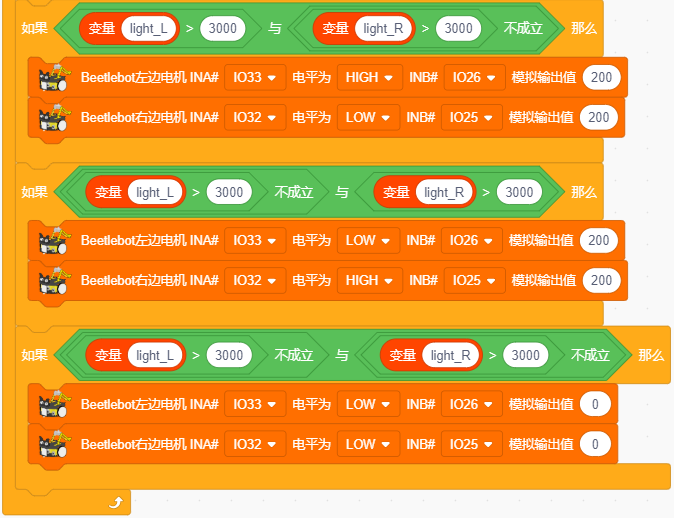 如果 变量 light_L > 3000 与 变量 light_R > 3000 不成立 那么
Beetlebot左边电机 INA# IO33 电平为 HIGH INB# IO26 模拟输出值 200
Beetlebot右边电机 INA# IO32 电平为 LOW INB# IO25 模拟输出值 200
如果 变量 light_L > 3000 不成立 与 变量 light_R > 3000 那么
Beetlebot左边电机 INA# IO33 电平为 LOW INB# IO26 模拟输出值 200
Beetlebot右边电机 INA# IO32 电平为 HIGH INB# IO25 模拟输出值 200
如果 变量 light_L > 3000 不成立 与 变量 light_R > 3000 不成立 那么
Beetlebot左边电机 INA# IO33 电平为 LOW INB# IO26 模拟输出值 0
Beetlebot右边电机 INA# IO32 电平为 LOW INB# IO25 模拟输出值 0